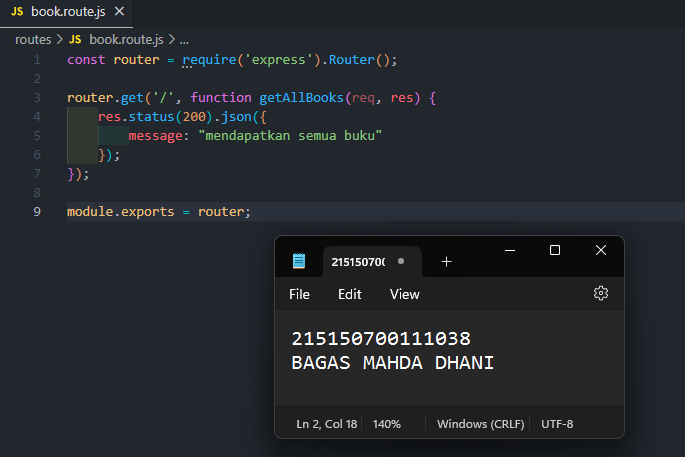 JS book.route.js ×
routes > JS book.route.js > ...
1 const router = require('express').Router();
2
3 router.get('/', function getAllBooks(req, res) {
4     res.status(200).json({
5         message: "mendapatkan semua buku"
6     });
7 });
8
9 module.exports = router;
21515070(
File Edit View
215150700111038
BAGAS MAHDA DHANI
Ln 2, Col 18 140% Windows (CRLF) UTF-8